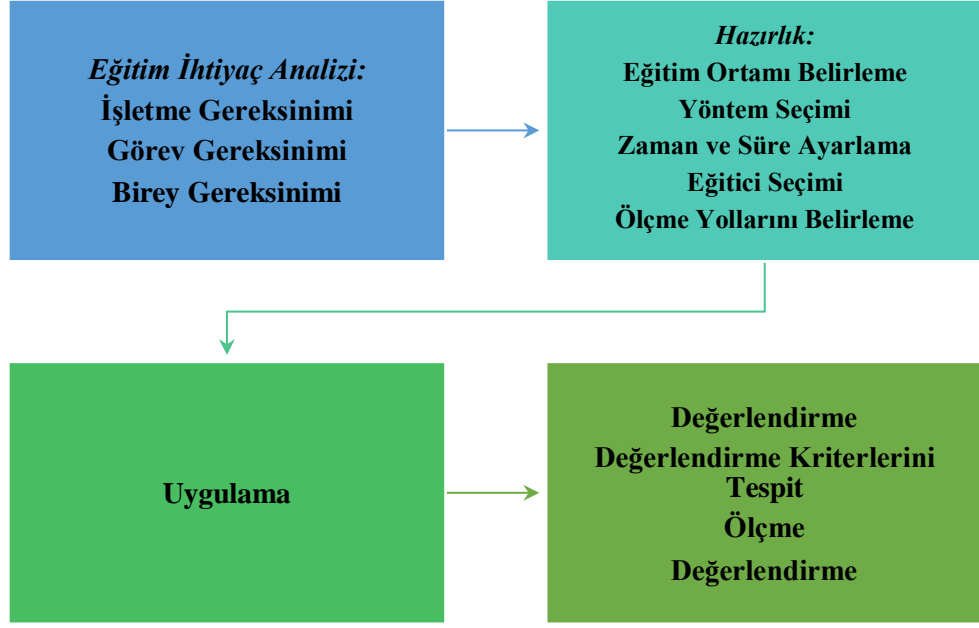 Eğitim İhtiyaç Analizi:
İşletme Gereksinimi
Görev Gereksinimi
Birey Gereksinimi
Hazırlık:
Eğitim Ortamı Belirleme
Yöntem Seçimi
Zaman ve Süre Ayarlama
Eğitici Seçimi
Ölçme Yollarını Belirleme
Uygulama
Değerlendirme
Değerlendirme Kriterlerini
Tespit
Ölçme
Değerlendirme